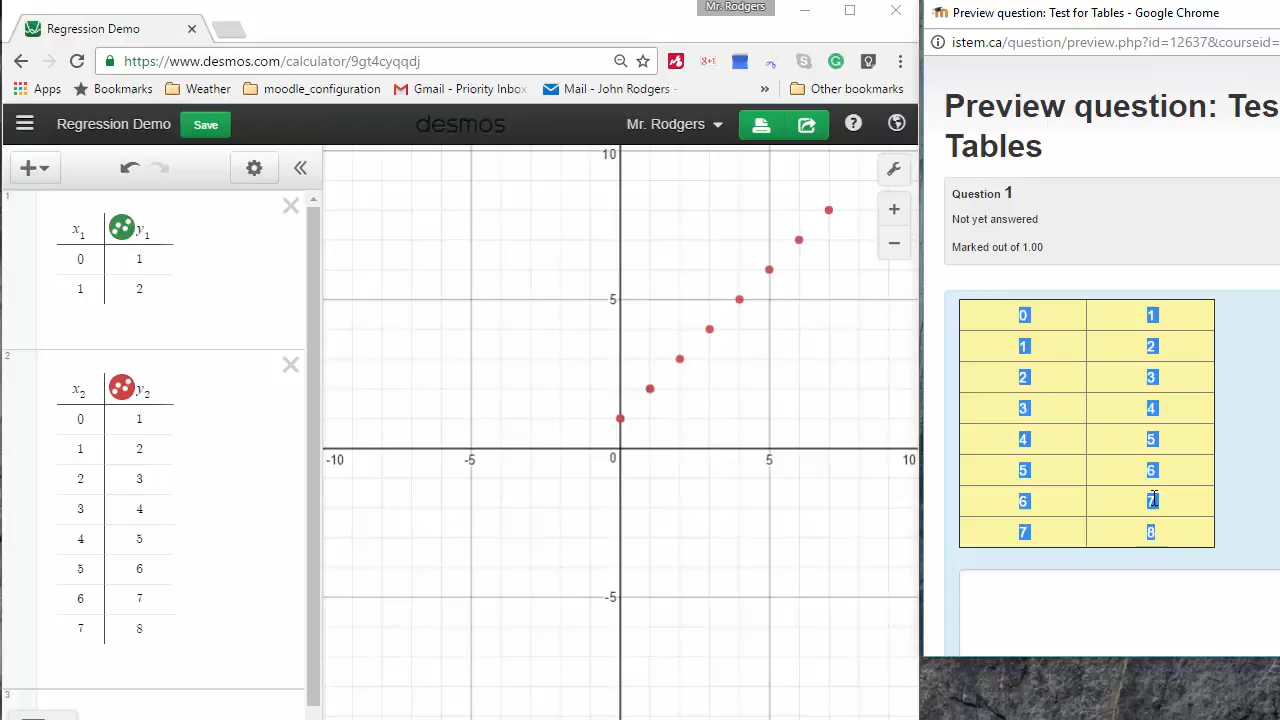 Mr. Rodgers
Regression Demo
https://www.desmos.com/calculator/9gt4cyqqdj
Apps Bookmarks Weather moodle_configuration Gmail - Priority Inbox Mail - John Rodgers - » Other bookmarks
Regression Demo Save desmos Mr. Rodgers
1
x1 y1
0 1
1 2
2
x2 y2
0 1
1 2
2 3
3 4
4 5
5 6
6 7
7 8
3
10
5
-10 -5 0 5 10
-5
Preview question: Test for Tables - Google Chrome
istem.ca/question/preview.php?id=12637&courseid=
Preview question: Tes
Tables
Question 1
Not yet answered
Marked out of 1.00
0 1
1 2
2 3
3 4
4 5
5 6
6 7
7 8